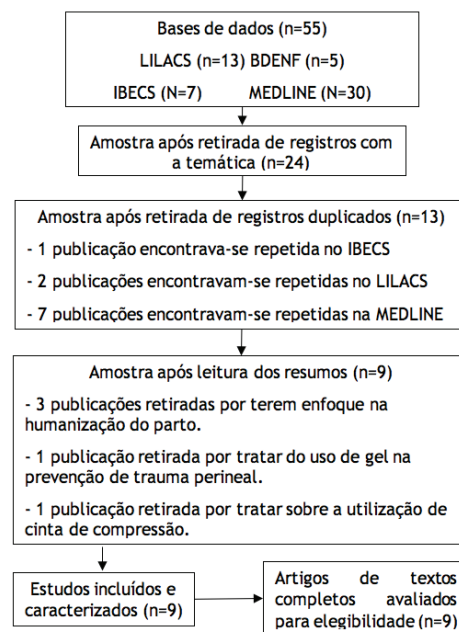 Bases de dados (n=55)
LILACS (n=13) BDENF (n=5)
IBECS (N=7) MEDLINE (N=30)
Amostra após retirada de registros com
a temática (n=24)
Amostra após retirada de registros duplicados (n=13)
- 1 publicação encontrava-se repetida no IBECS
- 2 publicações encontravam-se repetidas no LILACS
- 7 publicações encontravam-se repetidas na MEDLINE
Amostra após leitura dos resumos (n=9)
- 3 publicações retiradas por terem enfoque na
humanização do parto.
- 1 publicação retirada por tratar do uso de gel na
prevenção de trauma perineal.
- 1 publicação retirada por tratar sobre a utilização de
cinta de compressão.
Estudos incluídos e
caracterizados (n=9)
Artigos de textos
completos avaliados
para elegibilidade (n=9)